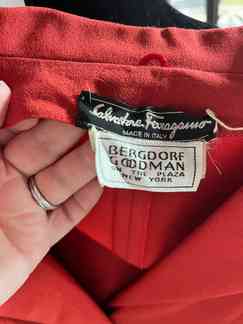 Salvatore Ferragamo
MADE IN ITALY
BERGDORF
GOODMAN
ON THE PLAZA
NEW YORK